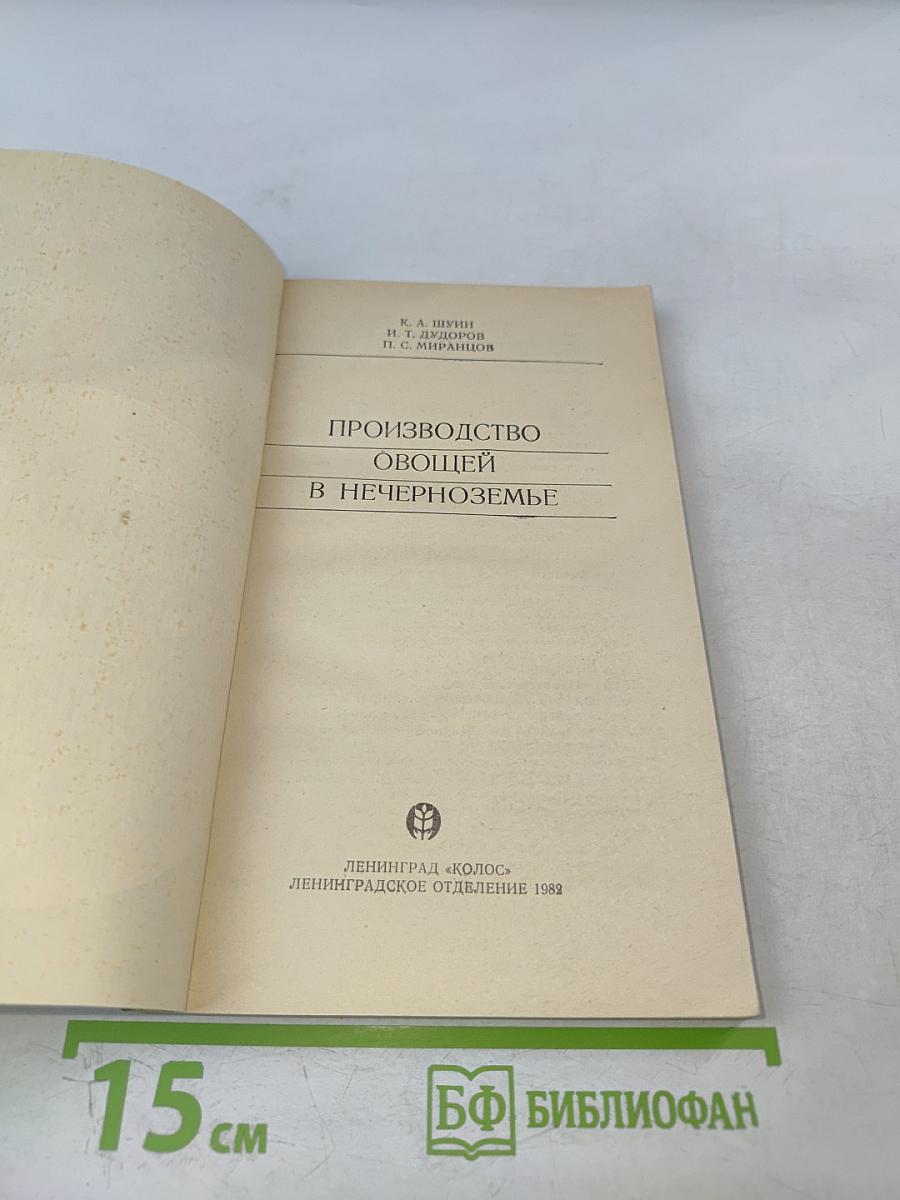 К. А. ШУИН
И. Т. ДУДОРОВ
П. С. МИРАНЦОВ
ПРОИЗВОДСТВО
ОВОЩЕЙ
В НЕЧЕРНОЗЕМЬЕ
ЛЕНИНГРАД «КОЛОС»
ЛЕНИНГРАДСКОЕ ОТДЕЛЕНИЕ 1982
15 см
БФ БИБЛИОФАН